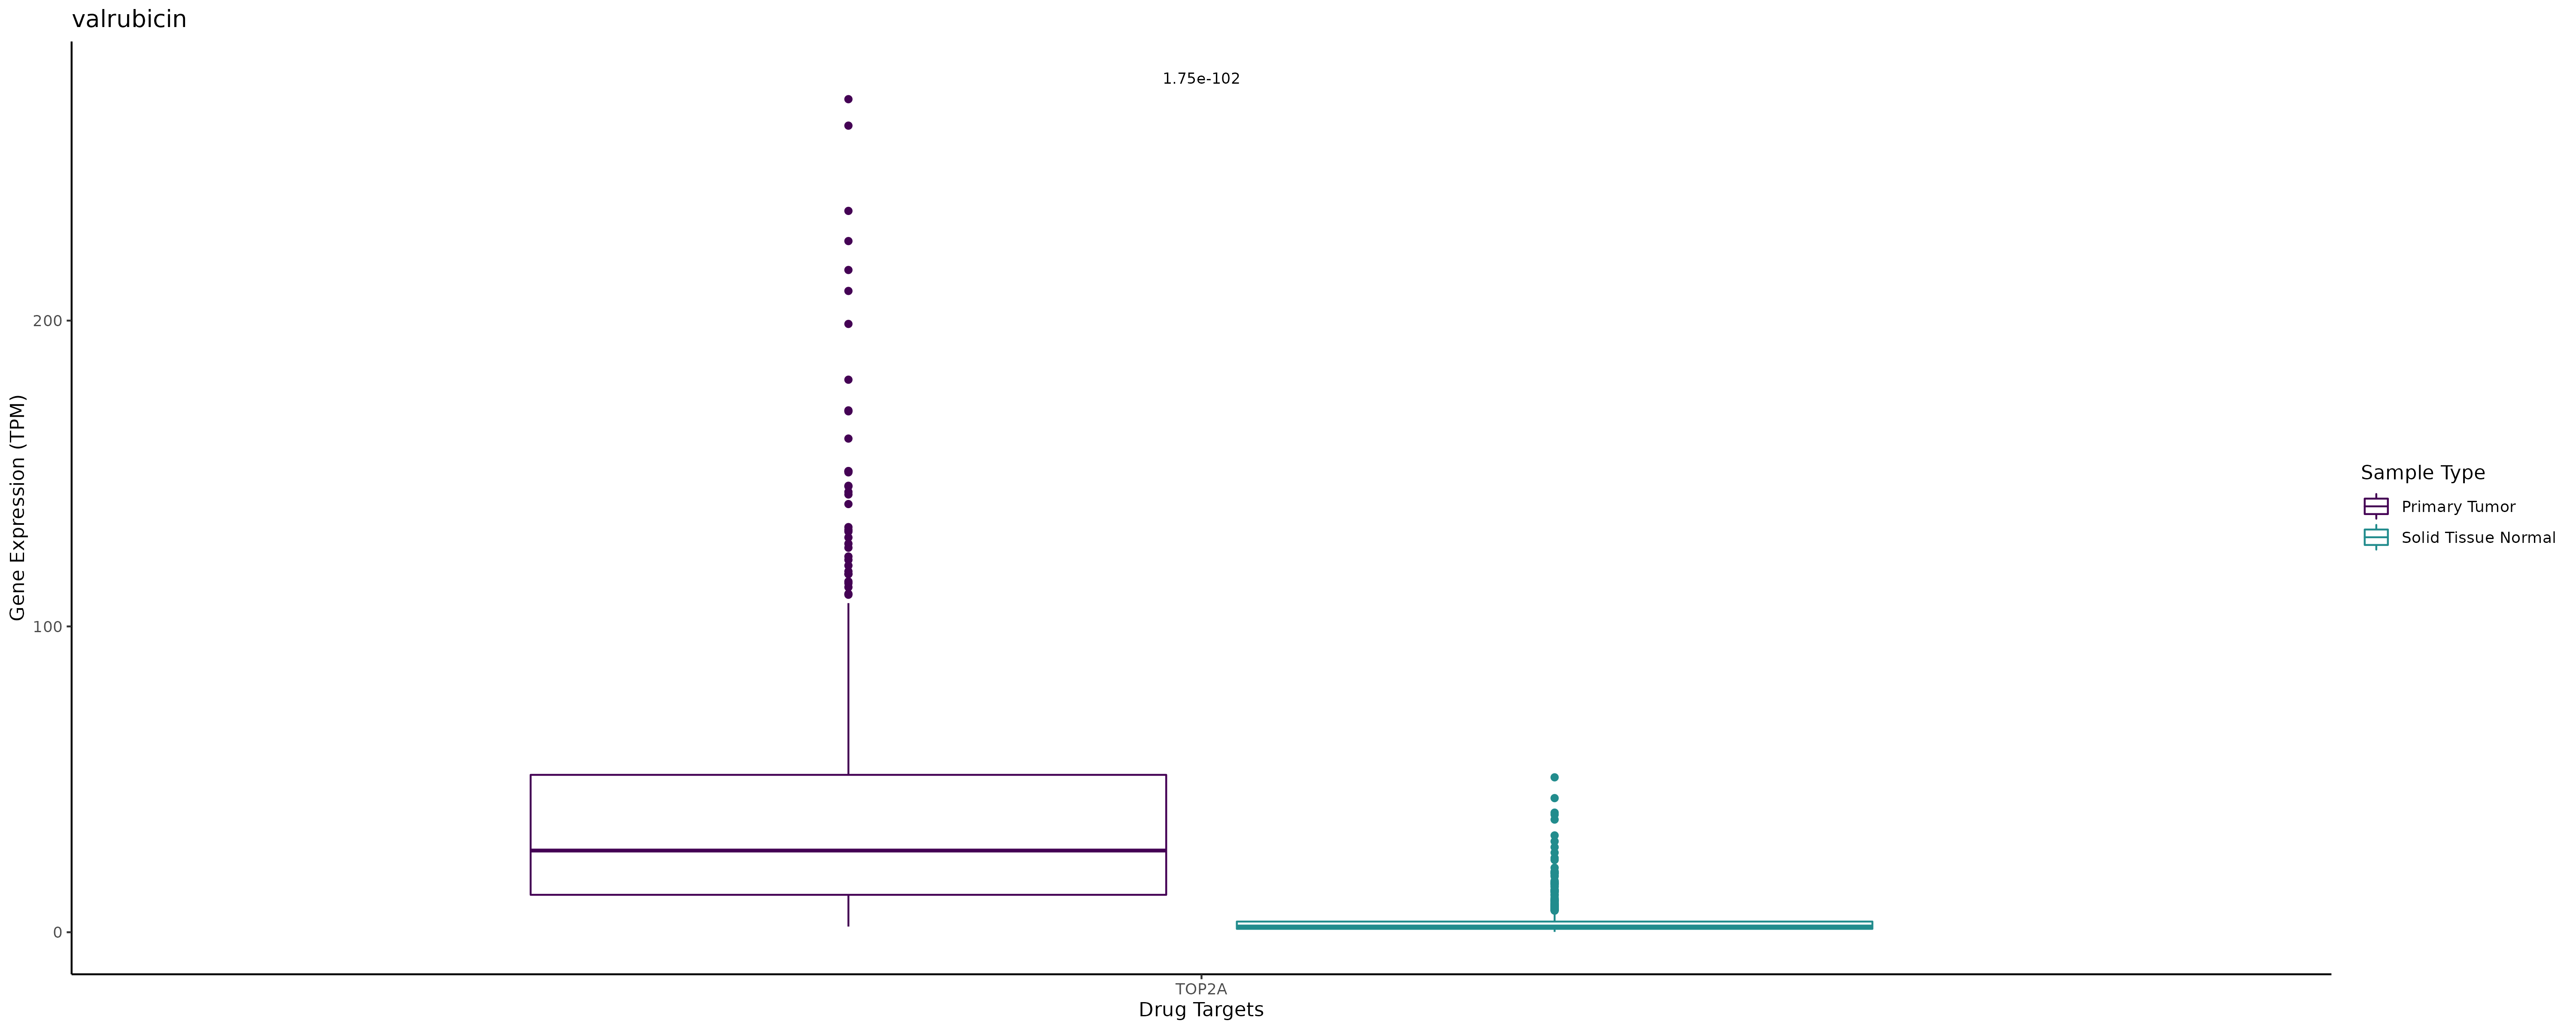 valrubicin
1.75e-102
200
100
0
Gene Expression (TPM)
TOP2A
Drug Targets
Sample Type
Primary Tumor
Solid Tissue Normal